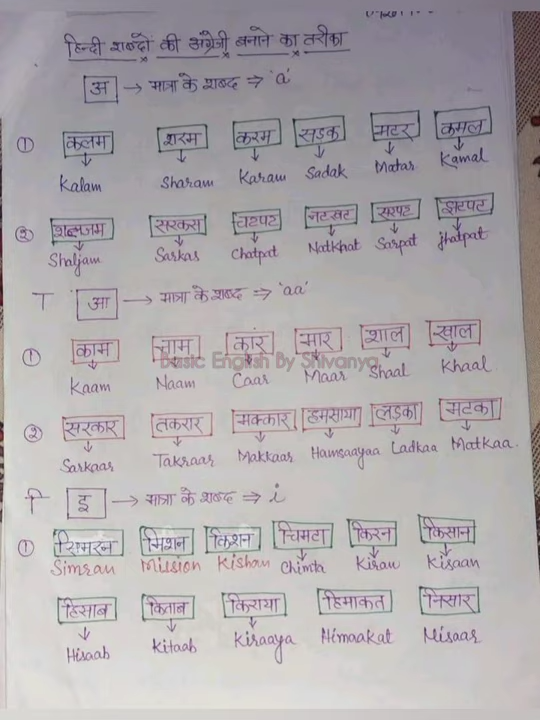 हिन्दी शब्दों की अंग्रेजी बनाने का तरीका
अ → मात्रा के शब्द ⇒ 'a'
① कलम शरम करम सड़क मटर कमल
Kalam Sharam Karam Sadak Matar Kamal
② शलजम सरकस चटपट नटखट सरपट झटपट
Shaljam Sarkas Chatpat Natkhat Sarpat jhatpat
ा आ → मात्रा के शब्द ⇒ 'aa'
① काम नाम कार मार शाल खाल
Basic English By Shivanya
Kaam Naam Caar Maar Shaal Khaal
② सरकार तकरार मक्कार हमसाया लड़का मटका
Sarkaar Takraar Makkaar Hamsaayaa Ladkaa Matkaa.
ि इ → मात्रा के शब्द ⇒ i
① सिमरन मिशन किशन चिमटा किरन किसान
Simran Mission Kishan Chimta Kiran Kisaan
हिसाब किताब किराया हिमाकत निसार
Hisaab Kitaab Kiraaya Himaakat Nisaar